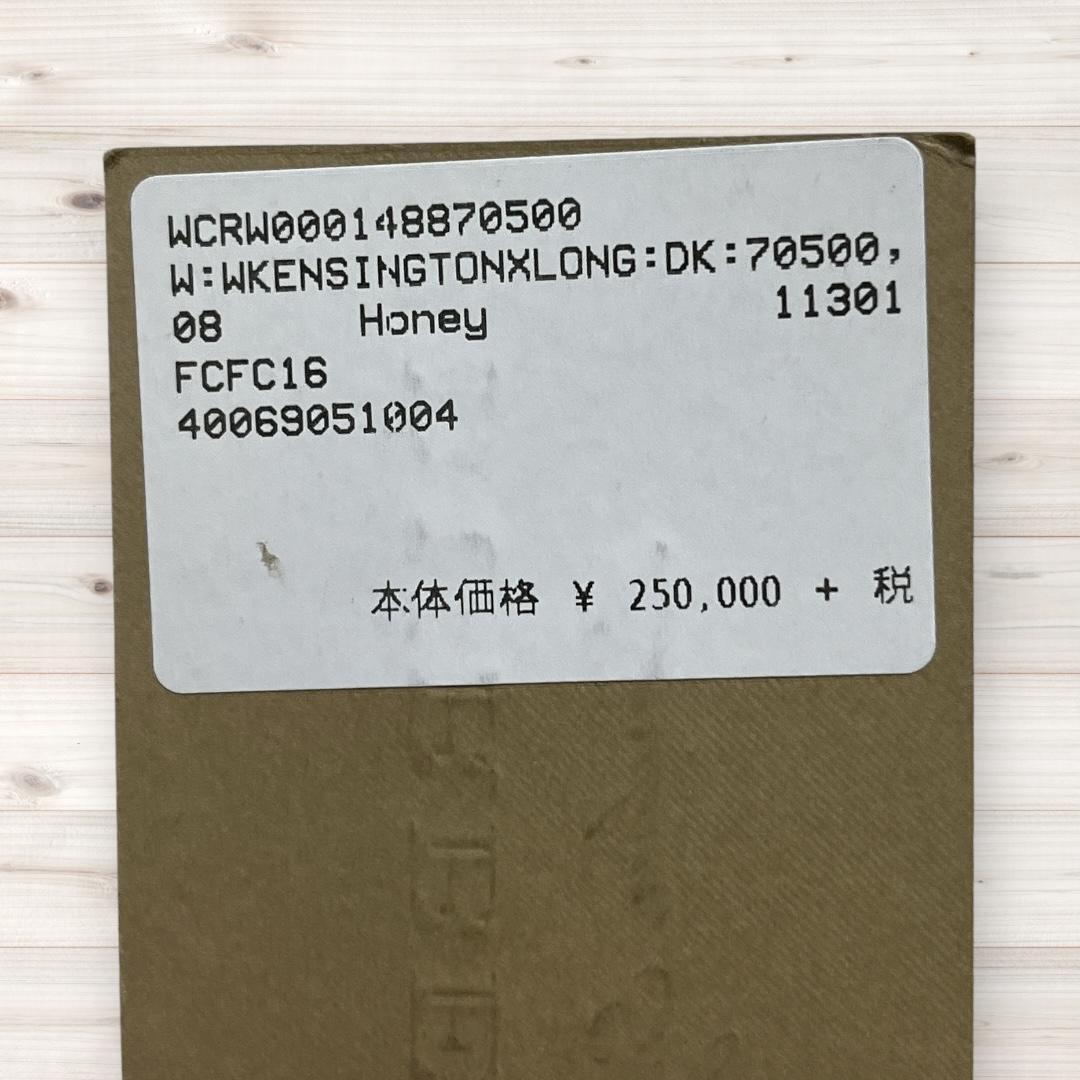 WCRW000148870500
W:WKENSINGTONXLONG:DK:70500,
08 Honey 11301
FCFC16
40069051004
本体価格 ¥ 250,000 + 税